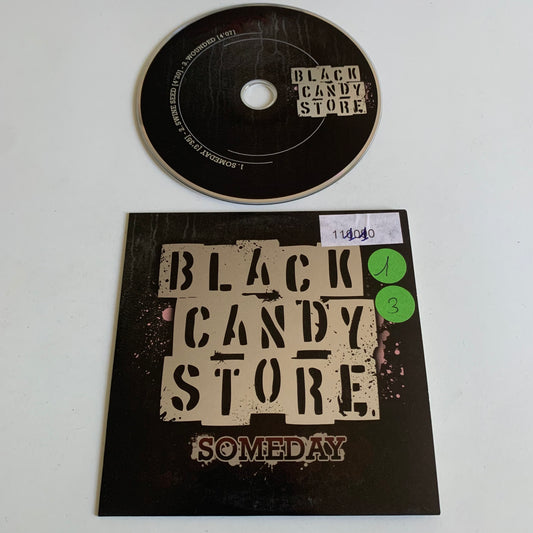 1. SOMEDAY [3'38] - 2. SWINE SEED [4'20] - 3. WOUNDED [4'07]
BLACK
CANDY
STORE
BLACK
CANDY
STORE
SOMEDAY
1
3